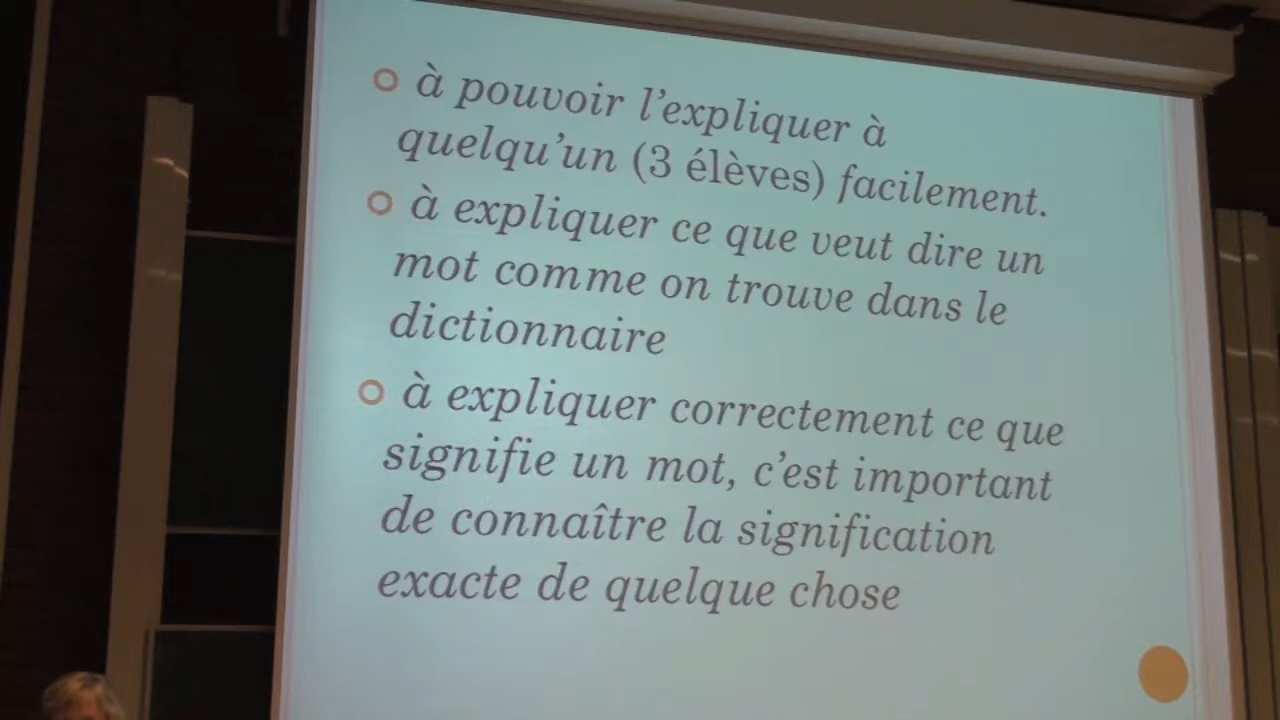 à pouvoir l'expliquer à
quelqu'un (3 élèves) facilement.
à expliquer ce que veut dire un
mot comme on trouve dans le
dictionnaire
à expliquer correctement ce que
signifie un mot, c'est important
de connaître la signification
exacte de quelque chose